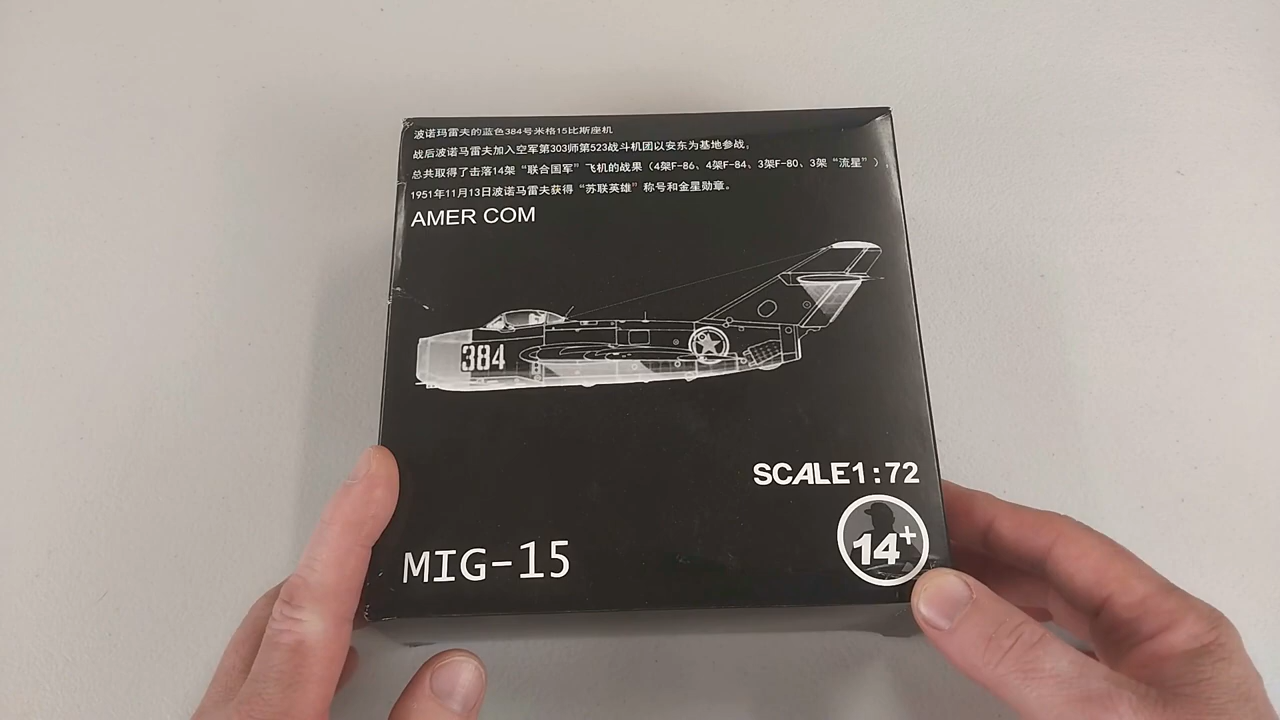 波诺玛雷夫的蓝色384号米格15比斯座机
战后波诺马雷夫加入空军第303师第523战斗机团以安东为基地参战，
总共取得了击落14架“联合国军”飞机的战果（4架F-86、4架F-84、3架F-80、3架“流星”），
1951年11月13日波诺马雷夫获得“苏联英雄”称号和金星勋章。
AMER COM
384
SCALE1:72
14+
MIG-15